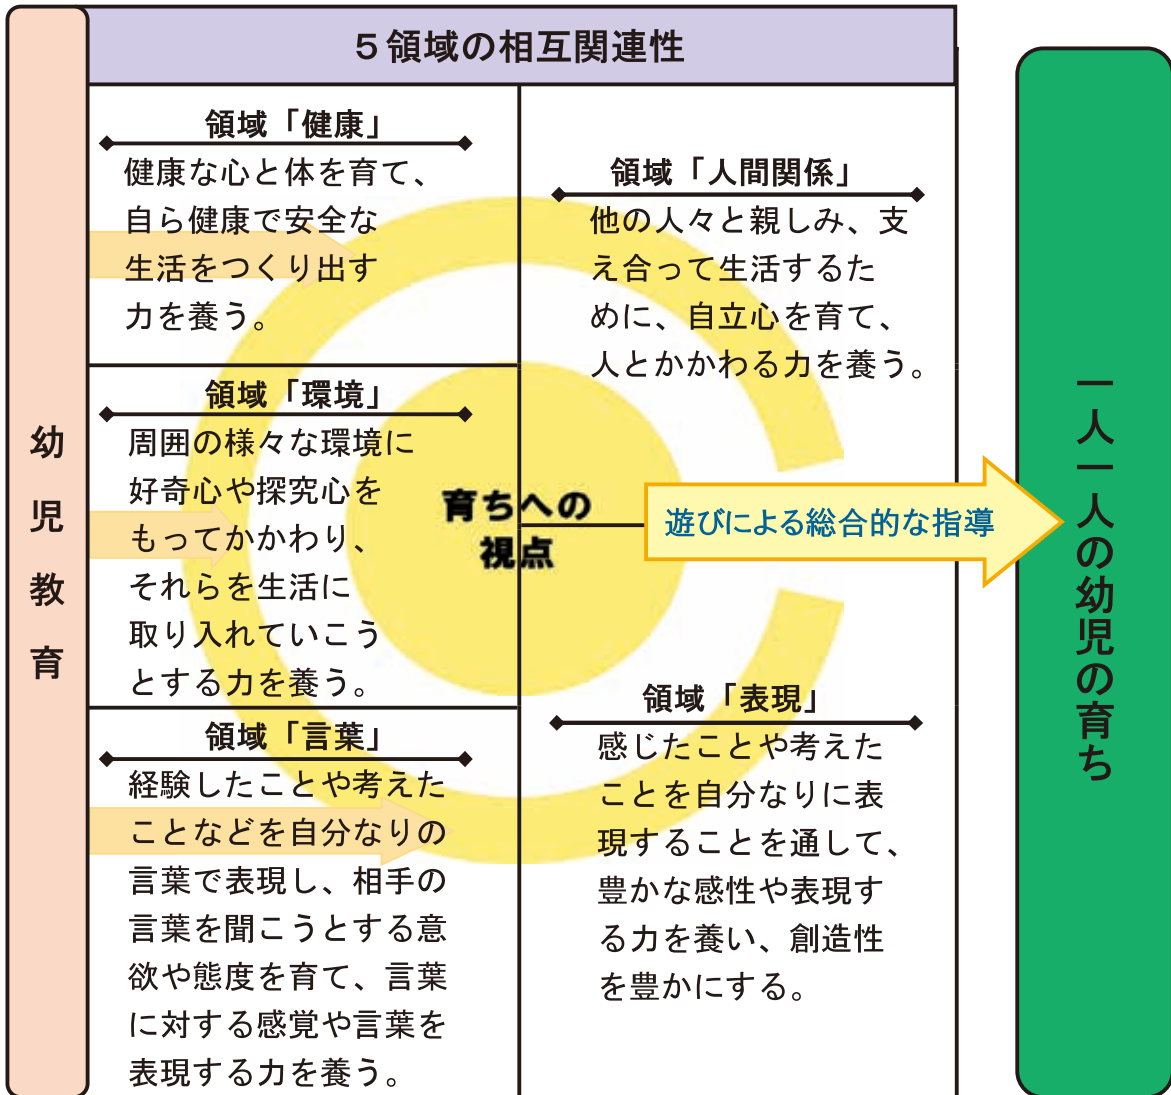 5領域の相互関連性
幼児教育
領域「健康」
健康な心と体を育て、
自ら健康で安全な
生活をつくり出す
力を養う。
領域「環境」
周囲の様々な環境に
好奇心や探究心を
もってかかわり、
それらを生活に
取り入れていこう
とする力を養う。
領域「言葉」
経験したことや考えた
ことなどを自分なりの
言葉で表現し、相手の
言葉を聞こうとする意
欲や態度を育て、言葉
に対する感覚や言葉を
表現する力を養う。
領域「人間関係」
他の人々と親しみ、支
え合って生活するた
めに、自立心を育て、
人とかかわる力を養う。
育ちへの
視点
遊びによる総合的な指導
領域「表現」
感じたことや考えた
ことを自分なりに表
現することを通して、
豊かな感性や表現す
る力を養い、創造性
を豊かにする。
一人一人の幼児の育ち